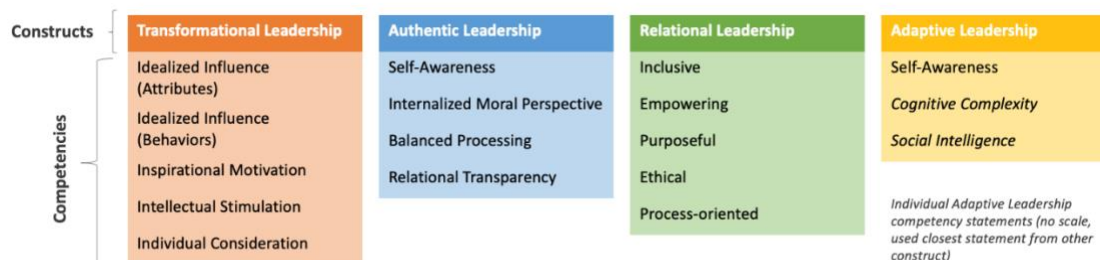 Constructs
Competencies
Transformational Leadership
Idealized Influence
(Attributes)
Idealized Influence
(Behaviors)
Inspirational Motivation
Intellectual Stimulation
Individual Consideration
Authentic Leadership
Self-Awareness
Internalized Moral Perspective
Balanced Processing
Relational Transparency
Relational Leadership
Inclusive
Empowering
Purposeful
Ethical
Process-oriented
Adaptive Leadership
Self-Awareness
Cognitive Complexity
Social Intelligence
Individual Adaptive Leadership
competency statements (no scale,
used closest statement from other
construct)